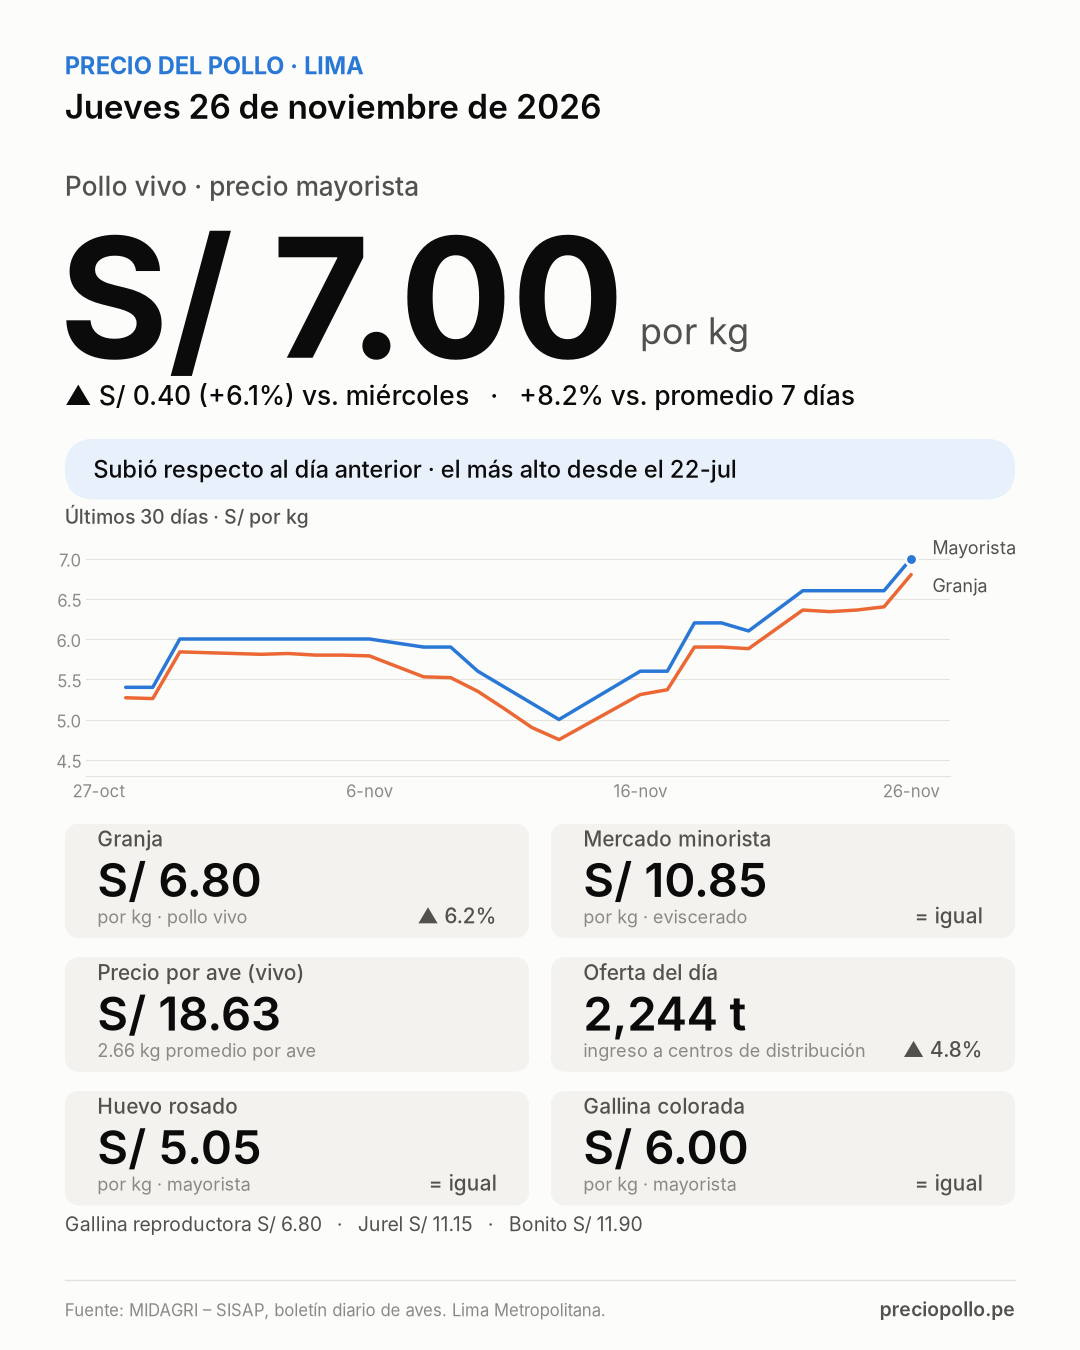 PRECIO DEL POLLO · LIMA
Jueves 26 de noviembre de 2026
Pollo vivo · precio mayorista
S/ 7.00 por kg
▲ S/ 0.40 (+6.1%) vs. miércoles · +8.2% vs. promedio 7 días
Subió respecto al día anterior · el más alto desde el 22-jul
Últimos 30 días · S/ por kg
Mayorista
Granja
7.0
6.5
6.0
5.5
5.0
4.5
27-oct 6-nov 16-nov 26-nov
Granja
S/ 6.80
por kg · pollo vivo ▲ 6.2%
Mercado minorista
S/ 10.85
por kg · eviscerado = igual
Precio por ave (vivo)
S/ 18.63
2.66 kg promedio por ave
Oferta del día
2,244 t
ingreso a centros de distribución ▲ 4.8%
Huevo rosado
S/ 5.05
por kg · mayorista = igual
Gallina colorada
S/ 6.00
por kg · mayorista = igual
Gallina reproductora S/ 6.80 · Jurel S/ 11.15 · Bonito S/ 11.90
Fuente: MIDAGRI – SISAP, boletín diario de aves. Lima Metropolitana.
preciopollo.pe